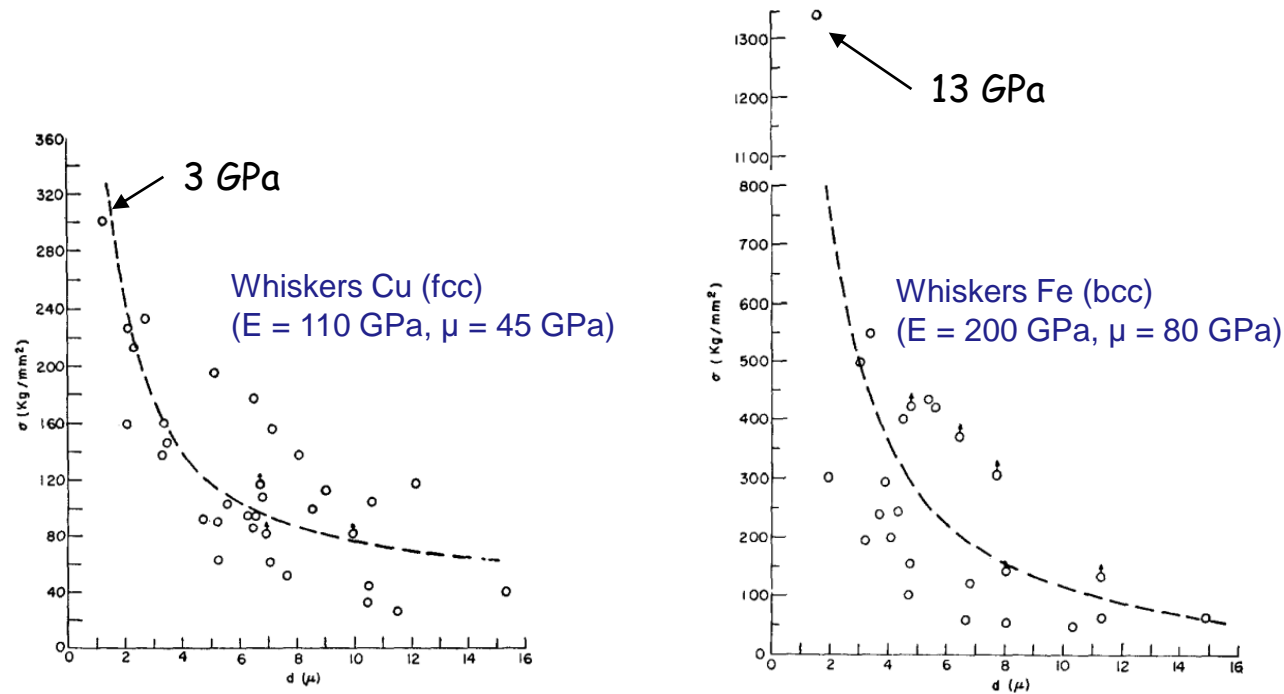 360
320
280
240
200
160
120
80
40
0
σ (Kg/mm²)
0 2 4 6 8 10 12 14 16
d (μ)
3 GPa
Whiskers Cu (fcc)
(E = 110 GPa, μ = 45 GPa)
1300
1200
1100
800
700
600
500
400
300
200
100
0
σ (Kg/mm²)
0 2 4 6 8 10 12 14 16
d (μ)
13 GPa
Whiskers Fe (bcc)
(E = 200 GPa, μ = 80 GPa)